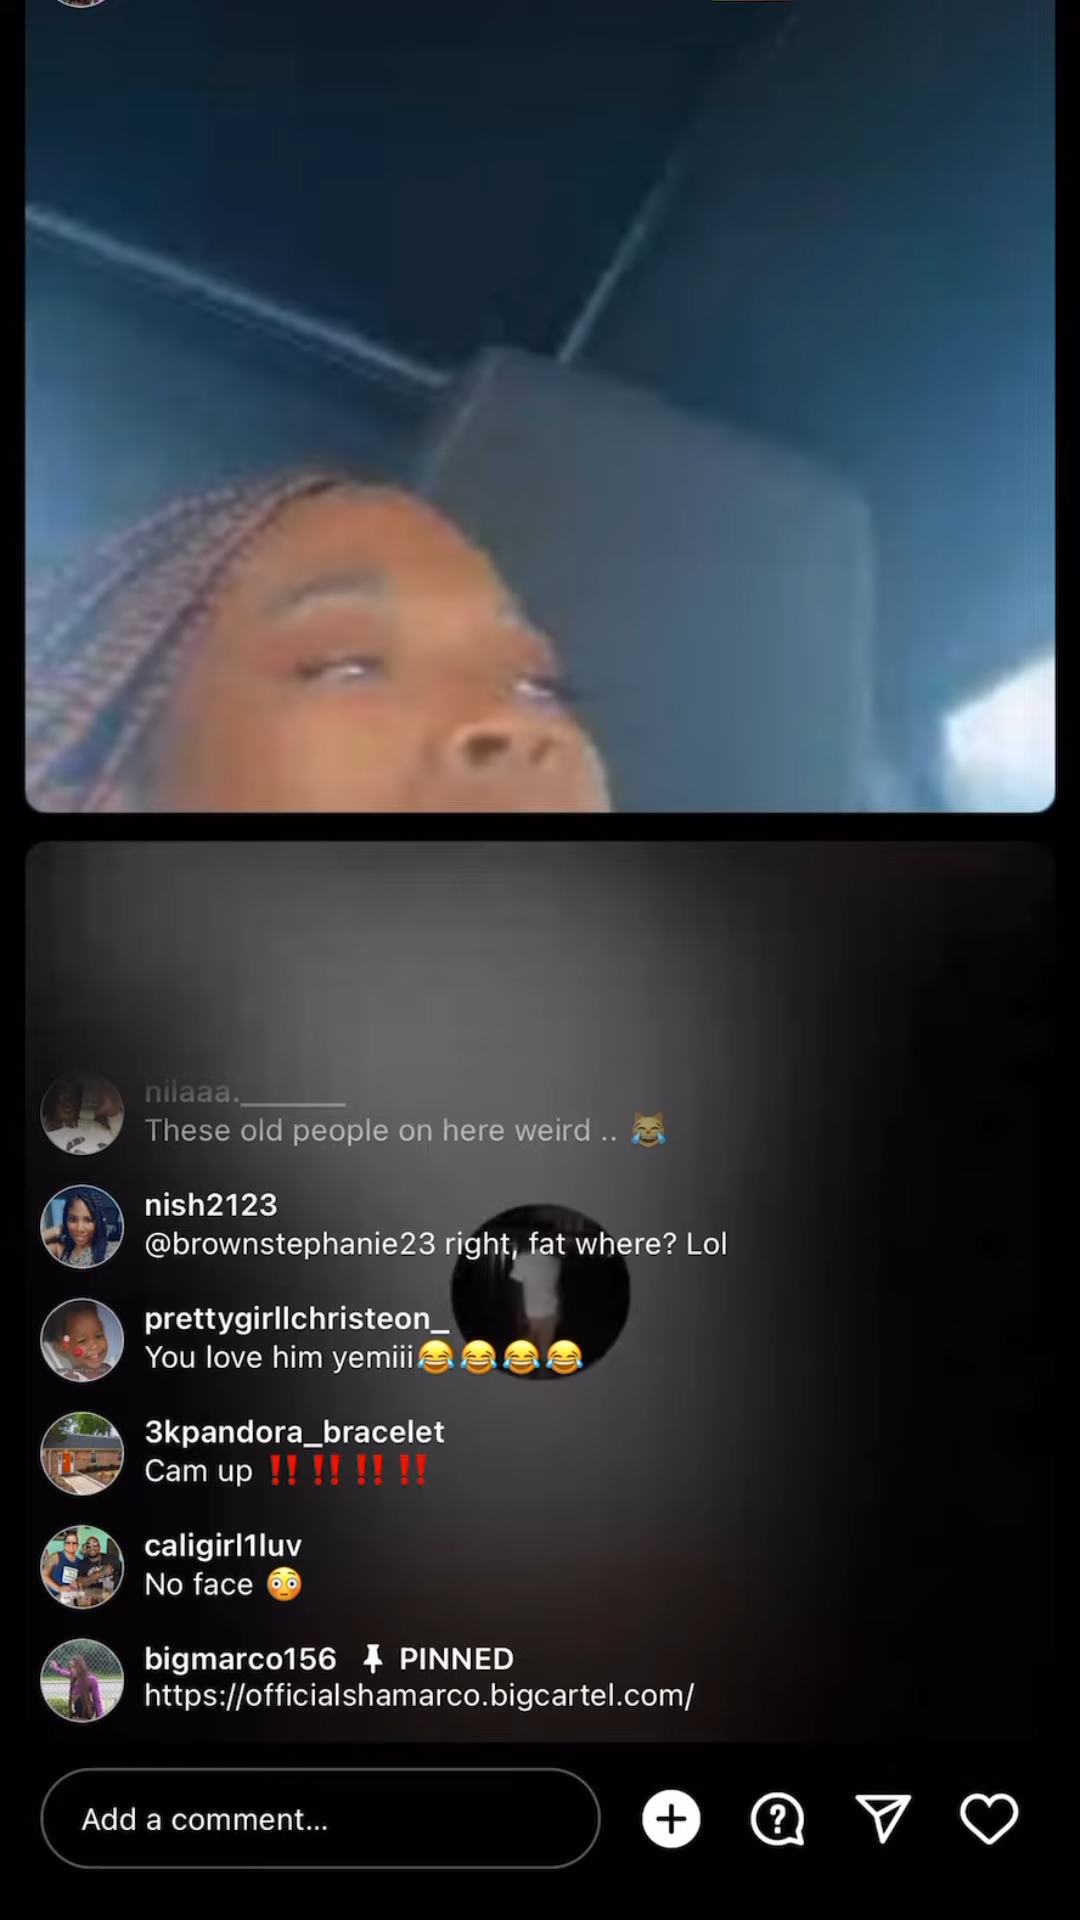 nilaaa.______
These old people on here weird .. 😹
nish2123
@brownstephanie23 right, fat where? Lol
prettygirllchristeon_
You love him yemiii😂😂😂😂
3kpandora_bracelet
Cam up ‼️‼️‼️‼️
caligirl1luv
No face 😳
bigmarco156 📌 PINNED
https://officialshamarco.bigcartel.com/
Add a comment...